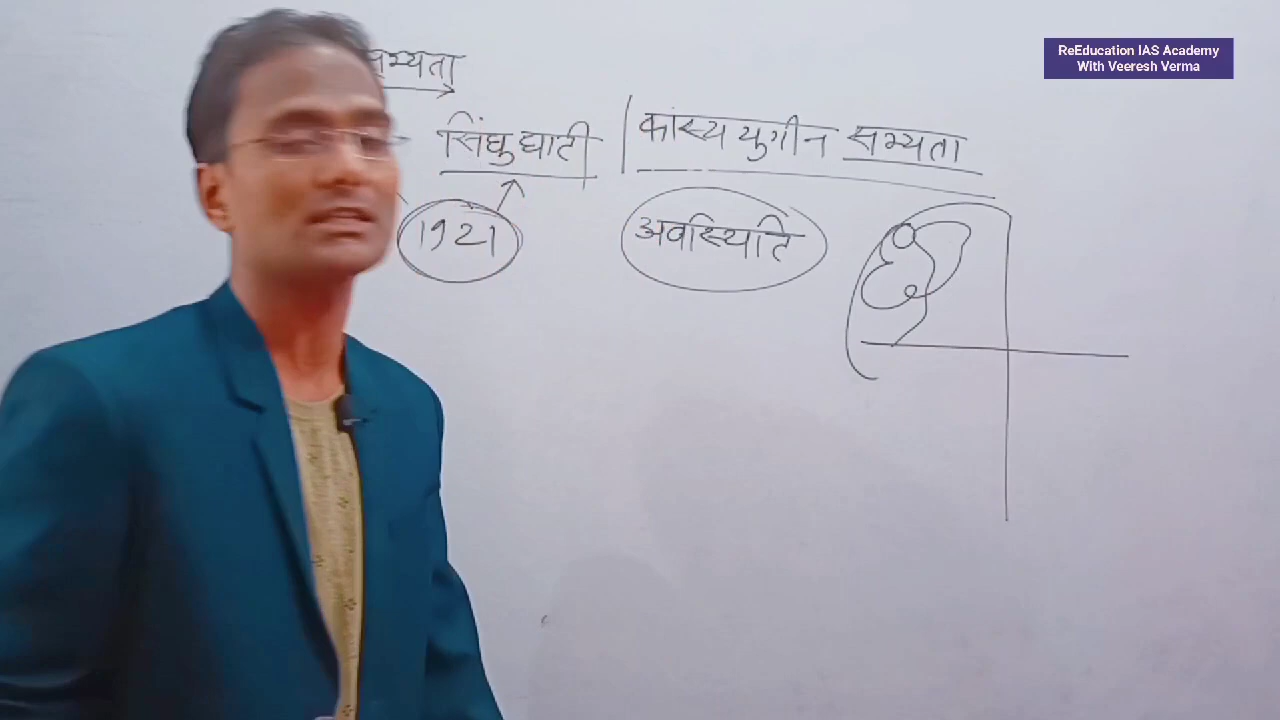 ReEducation IAS Academy
With Veeresh Verma
सभ्यता
सिंधु घाटी
कांस्य युगीन सभ्यता
1921
अवस्थिति